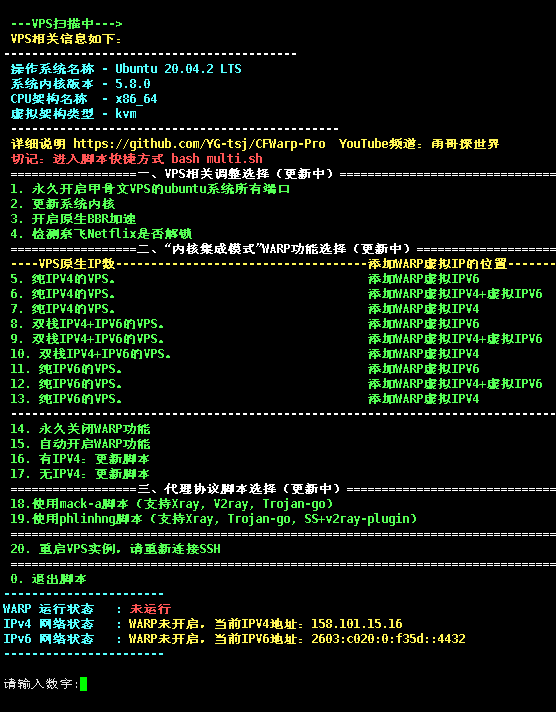 ---VPS扫描中--->
VPS相关信息如下：
------------------------------------
操作系统名称 - Ubuntu 20.04.2 LTS
系统内核版本 - 5.8.0
CPU架构名称 - x86_64
虚拟架构类型 - kvm
-----------------------------------------
详细说明 https://github.com/YG-tsj/CFWarp-Pro YouTube频道：甬哥探世界
切记：进入脚本快捷方式 bash multi.sh
================一、VPS相关调整选择（更新中）==========================
1. 永久开启甲骨文VPS的ubuntu系统所有端口
2. 更新系统内核
3. 开启原生BBR加速
4. 检测奈飞Netflix是否解锁
================二、“内核集成模式”WARP功能选择（更新中）==================
----VPS原生IP数--------------------------------添加WARP虚拟IP的位置-------
5. 纯IPV4的VPS。 添加WARP虚拟IPV6
6. 纯IPV4的VPS。 添加WARP虚拟IPV4+虚拟IPV6
7. 纯IPV4的VPS。 添加WARP虚拟IPV4
8. 双栈IPV4+IPV6的VPS。 添加WARP虚拟IPV6
9. 双栈IPV4+IPV6的VPS。 添加WARP虚拟IPV4+虚拟IPV6
10. 双栈IPV4+IPV6的VPS。 添加WARP虚拟IPV4
11. 纯IPV6的VPS。 添加WARP虚拟IPV6
12. 纯IPV6的VPS。 添加WARP虚拟IPV4+虚拟IPV6
13. 纯IPV6的VPS。 添加WARP虚拟IPV4
----------------------------------------------------------------------
14. 永久关闭WARP功能
15. 自动开启WARP功能
16. 有IPV4：更新脚本
17. 无IPV4：更新脚本
================三、代理协议脚本选择（更新中）==========================
18.使用mack-a脚本（支持Xray, V2ray, Trojan-go）
19.使用phlinhng脚本（支持Xray, Trojan-go, SS+v2ray-plugin）
======================================================================
20. 重启VPS实例，请重新连接SSH
======================================================================
0. 退出脚本
--------------------
WARP 运行状态 : 未运行
IPv4 网络状态 : WARP未开启，当前IPV4地址：158.101.15.16
IPv6 网络状态 : WARP未开启，当前IPV6地址：2603:c020:0:f35d::4432
--------------------
请输入数字: